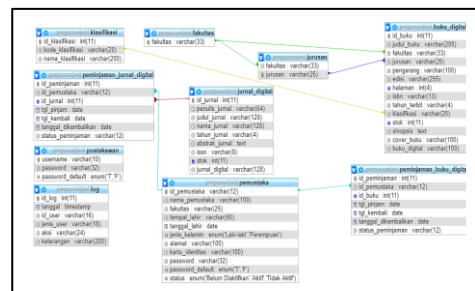 perpurounjani klasifikasi
id_klasifikasi : int(11)
kode_klasifikasi : varchar(20)
nama_klasifikasi : varchar(200)
fakultas
fakultas : varchar(33)
jurusan
fakultas : varchar(33)
jurusan : varchar(25)
buku_digital
id_buku : int(11)
judul_buku : varchar(200)
fakultas : varchar(33)
jurusan : varchar(25)
pengarang : varchar(100)
edisi : varchar(255)
halaman : int(4)
isbn : varchar(13)
tahun_terbit : varchar(4)
klasifikasi : varchar(20)
stok : int(11)
sinopsis : text
cover_buku : varchar(100)
buku_digital : varchar(100)
peminjaman_jurnal_digital
id_peminjaman : int(11)
id_pemustaka : varchar(12)
id_jurnal : int(11)
tgl_pinjam : date
tgl_kembali : date
tanggal_dikembalikan : date
status_peminjaman : varchar(12)
jurnal_digital
id_jurnal : int(11)
penulis_jurnal : varchar(64)
judul_jurnal : varchar(128)
nama_jurnal : varchar(128)
tahun_jurnal : varchar(4)
abstrak_jurnal : text
issn : varchar(8)
stok : int(11)
jurnal_digital : varchar(128)
pustakawan
username : varchar(10)
password : varchar(32)
password_default : enum('T','F')
log
id_log : int(11)
tanggal : timestamp
id_user : varchar(16)
jenis_user : varchar(18)
aksi : varchar(24)
keterangan : varchar(200)
pemustaka
id_pemustaka : varchar(12)
nama_pemustaka : varchar(100)
fakultas : varchar(25)
tempat_lahir : varchar(50)
tanggal_lahir : date
jenis_kelamin : enum('Laki-laki','Perempuan')
alamat : varchar(100)
kartu_identitas : varchar(100)
password : varchar(32)
password_default : enum('T','F')
status : enum('Belum Diaktifkan','Aktif','Tidak Aktif')
peminjaman_buku_digital
id_peminjaman : int(11)
id_pemustaka : varchar(12)
id_buku : int(11)
tgl_pinjam : date
tgl_kembali : date
tanggal_dikembalikan : date
status_peminjaman : varchar(12)